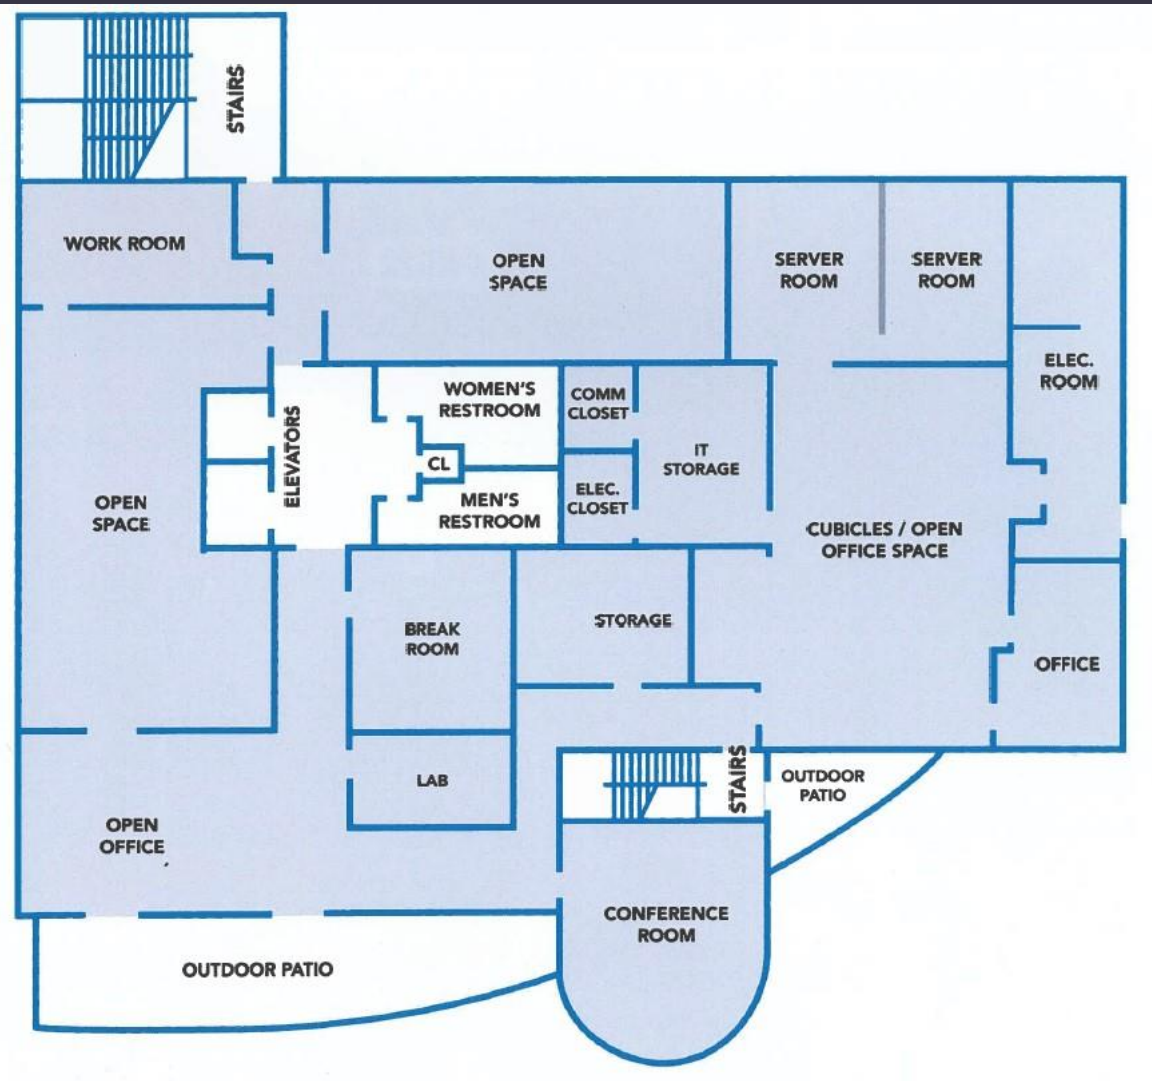 STAIRS
WORK ROOM
OPEN
SPACE
SERVER
ROOM
SERVER
ROOM
ELEC.
ROOM
WOMEN'S
RESTROOM
COMM
CLOSET
ELEVATORS
CL
IT
STORAGE
MEN'S
RESTROOM
ELEC.
CLOSET
OPEN
SPACE
CUBICLES / OPEN
OFFICE SPACE
BREAK
ROOM
STORAGE
OFFICE
LAB
STAIRS
OUTDOOR
PATIO
OPEN
OFFICE
CONFERENCE
ROOM
OUTDOOR PATIO